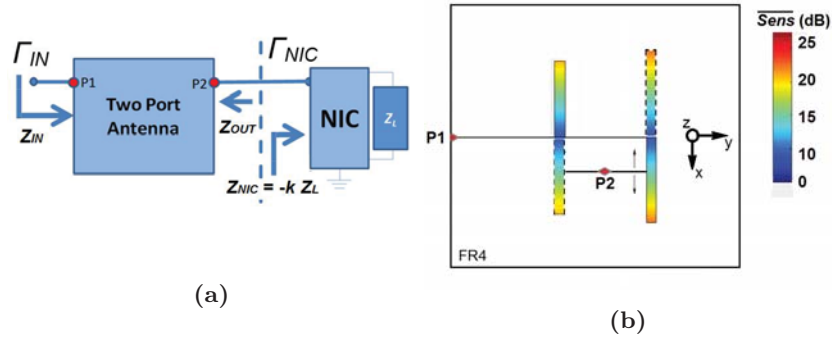 Γ_IN
P1
Two Port
Antenna
P2
Z_IN
Z_OUT
Γ_NIC
NIC
Z_L
Z_NIC = -k Z_L
(a)
Sens (dB)
25
20
15
10
0
P1
P2
z
y
x
FR4
(b)